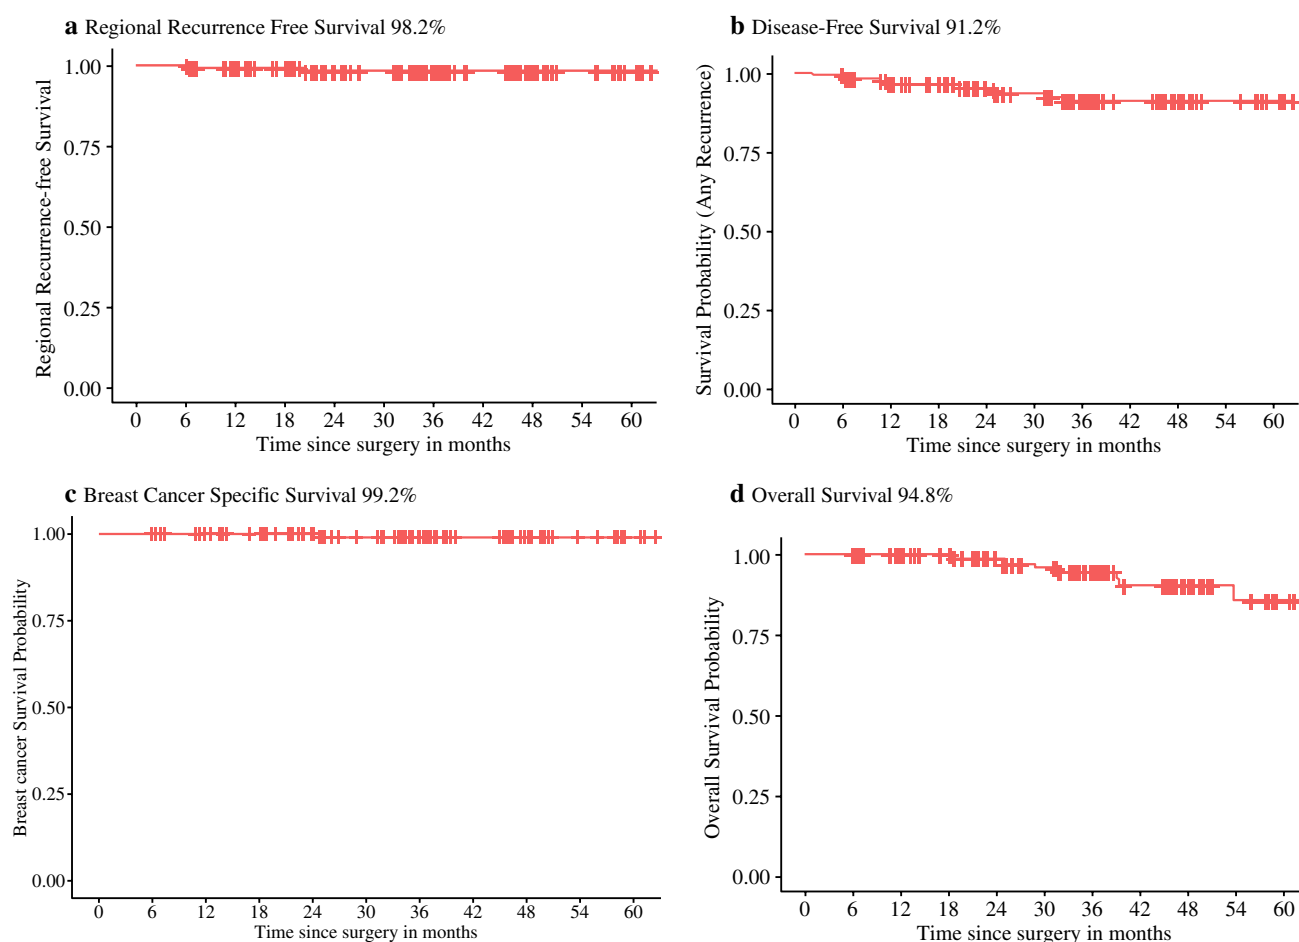 a Regional Recurrence Free Survival 98.2%
Regional Recurrence-free Survival
1.00
0.75
0.50
0.25
0.00
0 6 12 18 24 30 36 42 48 54 60
Time since surgery in months
b Disease-Free Survival 91.2%
Survival Probability (Any Recurrence)
1.00
0.75
0.50
0.25
0.00
0 6 12 18 24 30 36 42 48 54 60
Time since surgery in months
c Breast Cancer Specific Survival 99.2%
Breast cancer Survival Probability
1.00
0.75
0.50
0.25
0.00
0 6 12 18 24 30 36 42 48 54 60
Time since surgery in months
d Overall Survival 94.8%
Overall Survival Probability
1.00
0.75
0.50
0.25
0.00
0 6 12 18 24 30 36 42 48 54 60
Time since surgery in months